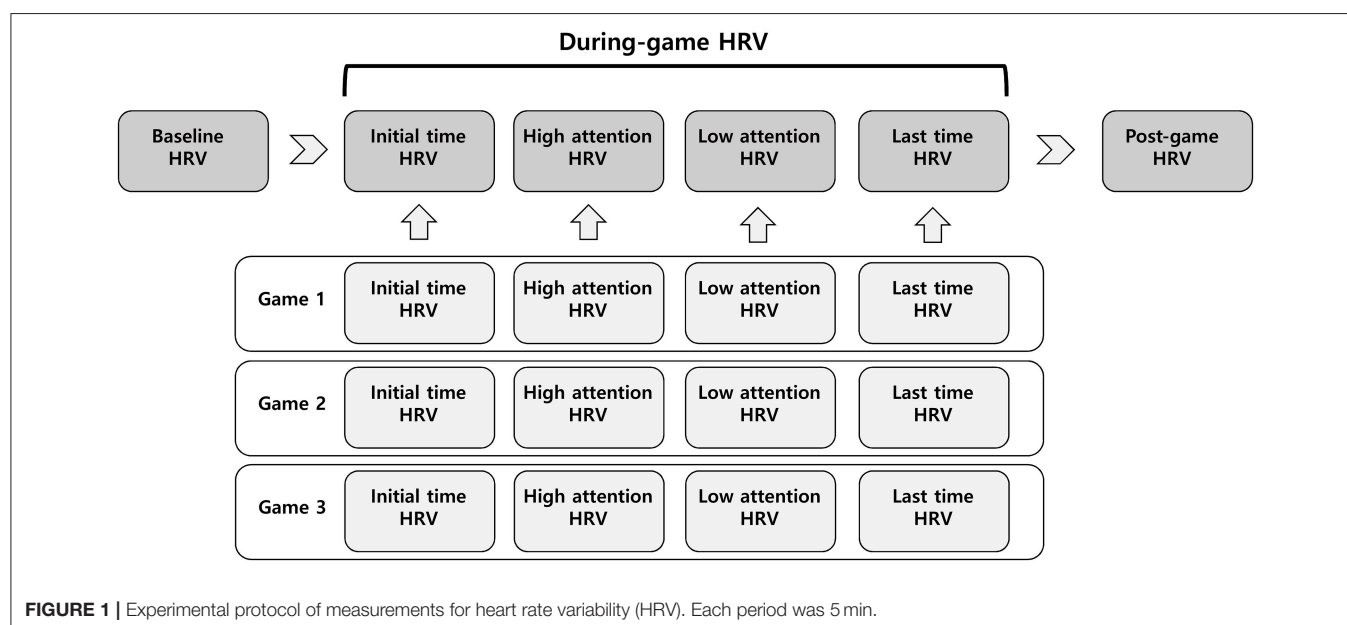 During-game HRV
Baseline
HRV
Initial time
HRV
High attention
HRV
Low attention
HRV
Last time
HRV
Post-game
HRV
Game 1
Initial time
HRV
High attention
HRV
Low attention
HRV
Last time
HRV
Game 2
Initial time
HRV
High attention
HRV
Low attention
HRV
Last time
HRV
Game 3
Initial time
HRV
High attention
HRV
Low attention
HRV
Last time
HRV
FIGURE 1 | Experimental protocol of measurements for heart rate variability (HRV). Each period was 5 min.